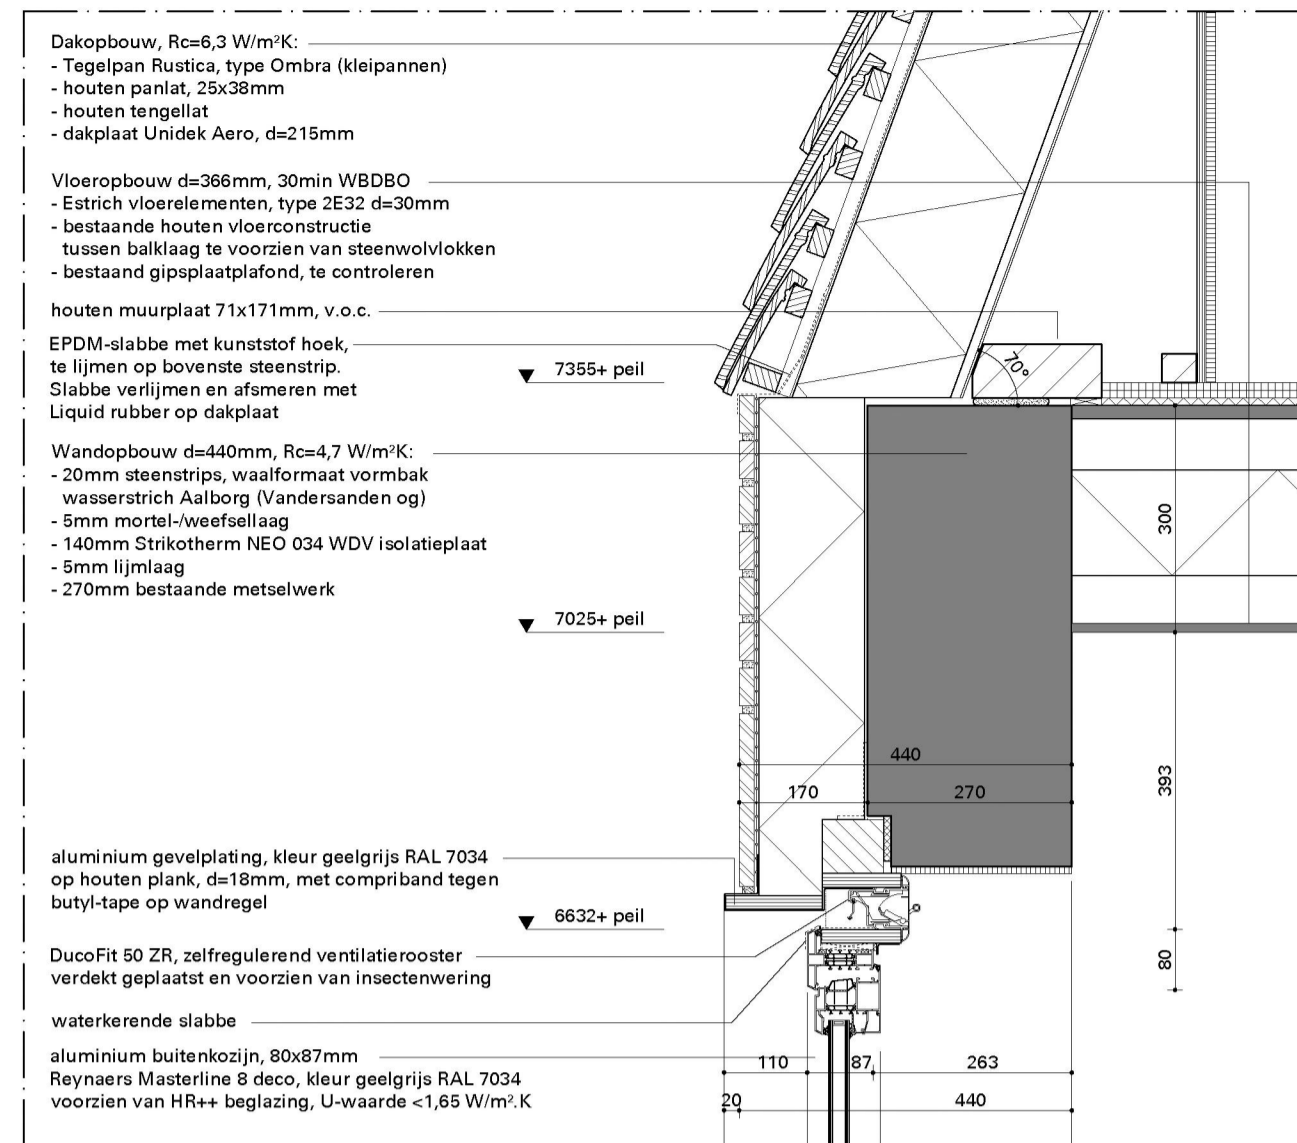 Dakopbouw, Rc=6,3 W/m²K:
- Tegelpan Rustica, type Ombra (kleipannen)
- houten panlat, 25x38mm
- houten tengellat
- dakplaat Unidek Aero, d=215mm
Vloeropbouw d=366mm, 30min WBDBO
- Estrich vloerelementen, type 2E32 d=30mm
- bestaande houten vloerconstructie
tussen balklaag te voorzien van steenwolvlokken
- bestaand gipsplaatplafond, te controleren
houten muurplaat 71x171mm, v.o.c.
EPDM-slabbe met kunststof hoek,
te lijmen op bovenste steenstrip.
Slabbe verlijmen en afsmeren met
Liquid rubber op dakplaat
7355+ peil
70°
Wandopbouw d=440mm, Rc=4,7 W/m²K:
- 20mm steenstrips, waalformaat vormbak
wasserstrich Aalborg (Vandersanden og)
- 5mm mortel-/weefsellaag
- 140mm Strikotherm NEO 034 WDV isolatieplaat
- 5mm lijmlaag
- 270mm bestaande metselwerk
300
7025+ peil
440
170
270
393
aluminium gevelplating, kleur geelgrijs RAL 7034
op houten plank, d=18mm, met compriband tegen
butyl-tape op wandregel
6632+ peil
DucoFit 50 ZR, zelfregulerend ventilatierooster
verdekt geplaatst en voorzien van insectenwering
80
waterkerende slabbe
aluminium buitenkozijn, 80x87mm
Reynaers Masterline 8 deco, kleur geelgrijs RAL 7034
voorzien van HR++ beglazing, U-waarde <1,65 W/m².K
110
87
263
20
440